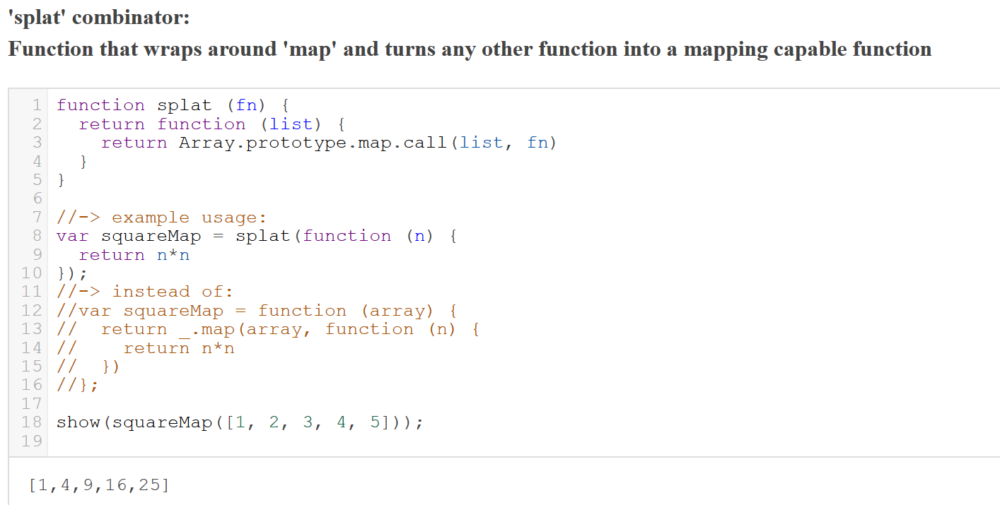 'splat' combinator:
Function that wraps around 'map' and turns any other function into a mapping capable function
1 function splat (fn) {
2   return function (list) {
3     return Array.prototype.map.call(list, fn)
4   }
5 }
6
7 //-> example usage:
8 var squareMap = splat(function (n) {
9   return n*n
10 });
11 //-> instead of:
12 //var squareMap = function (array) {
13 //  return _.map(array, function (n) {
14 //    return n*n
15 //  })
16 //};
17
18 show(squareMap([1, 2, 3, 4, 5]));
19
[1,4,9,16,25]